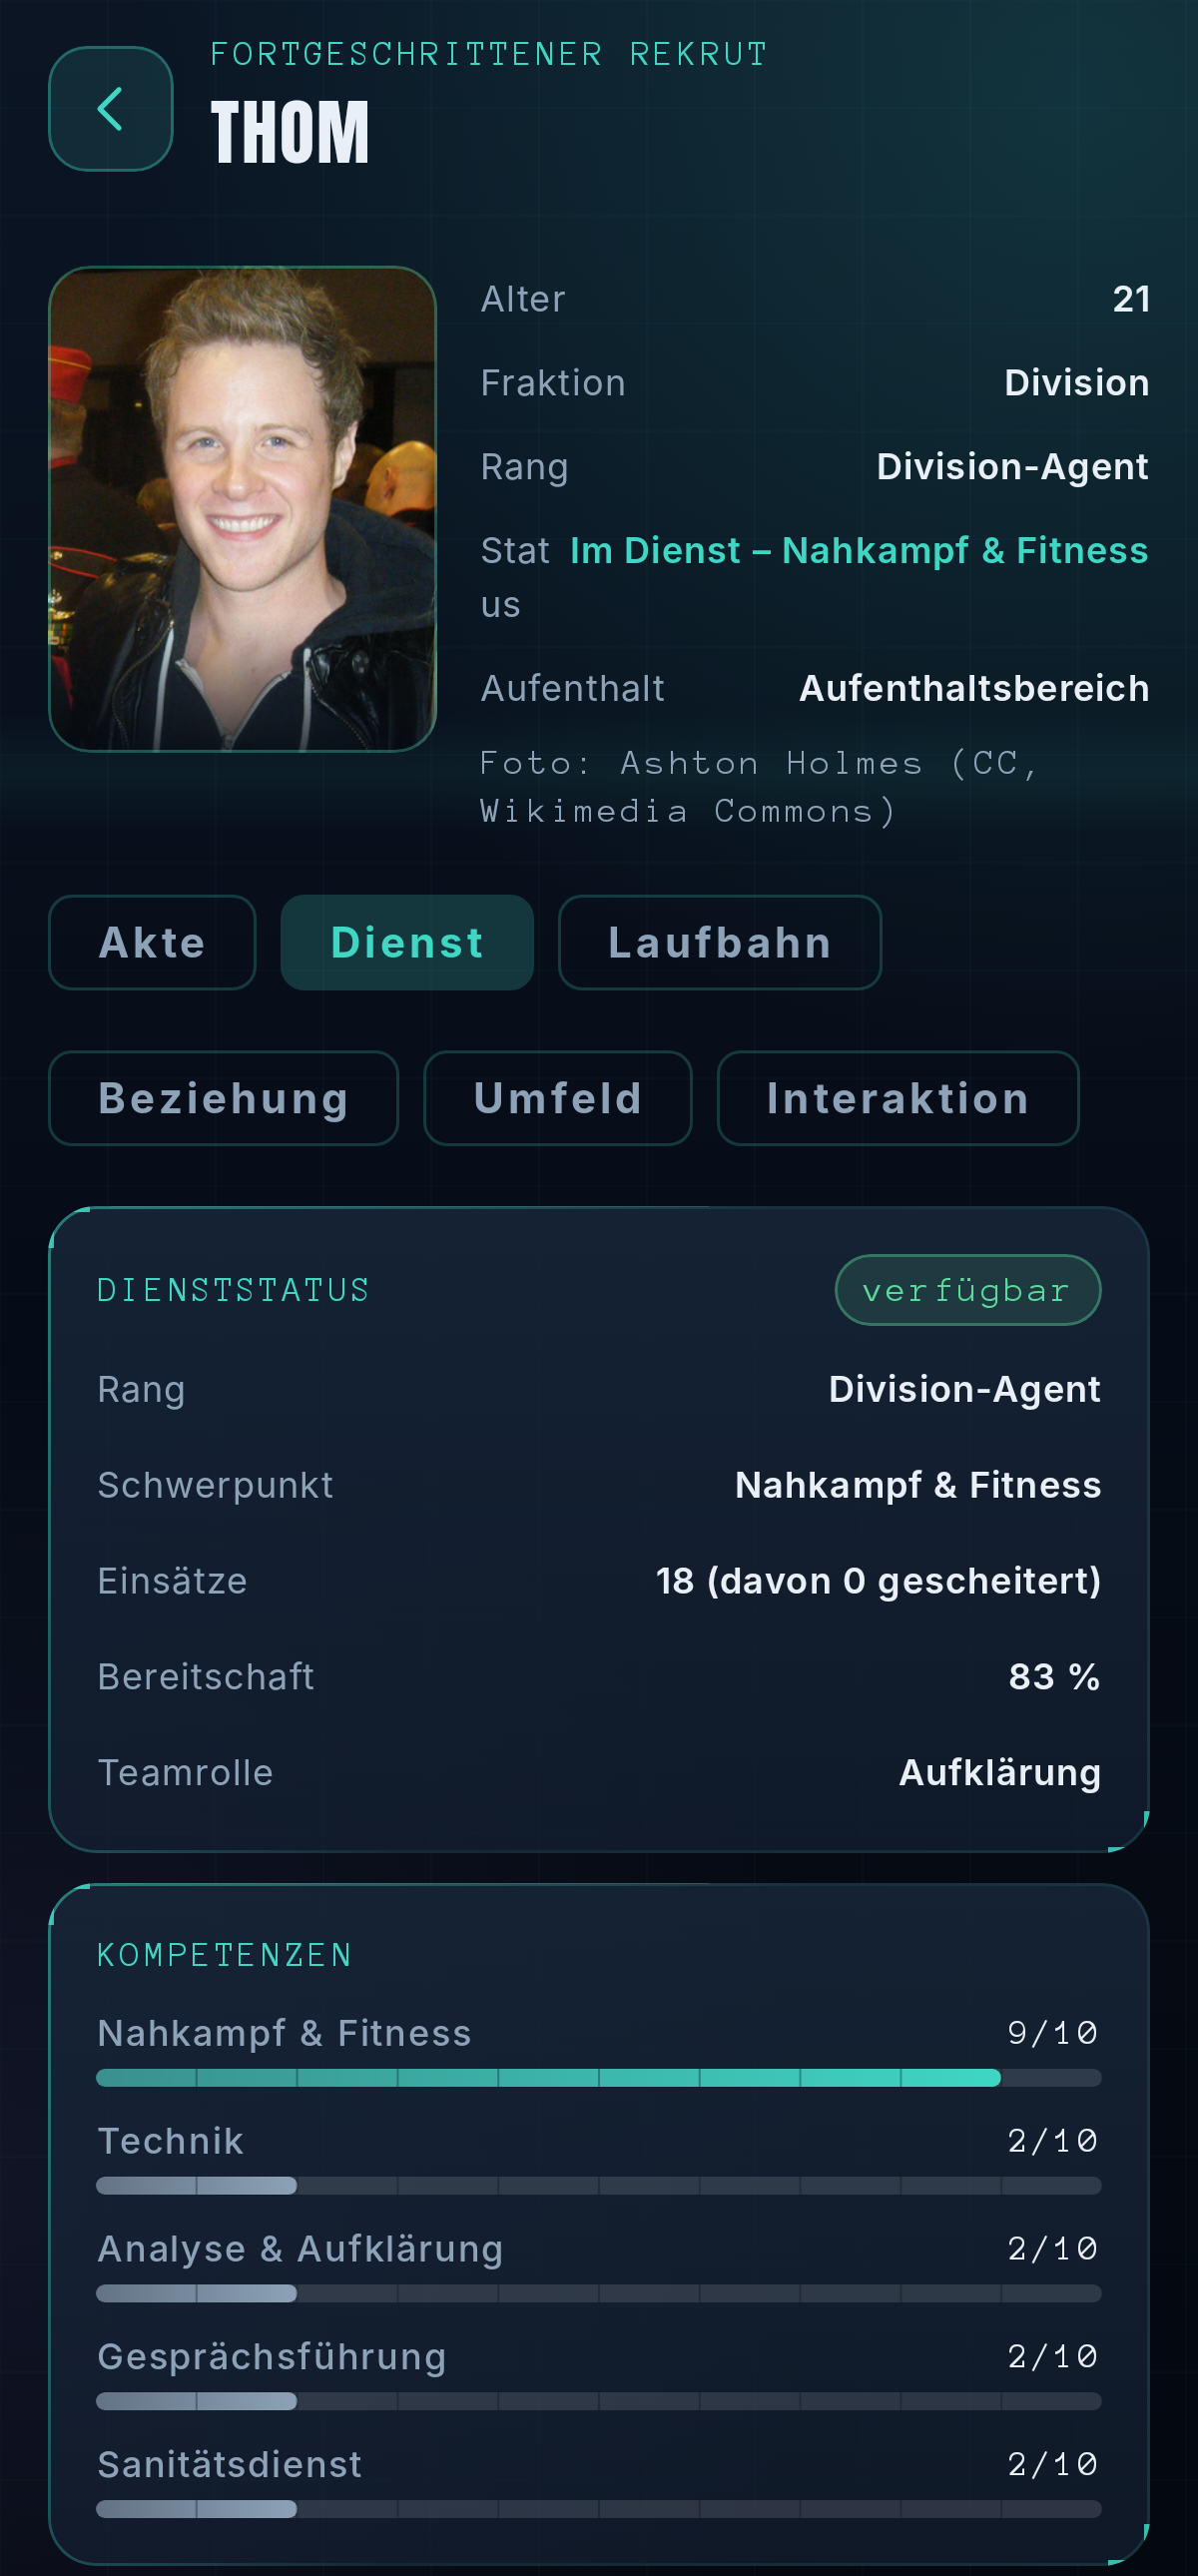 FORTGESCHRITTENER REKRUT
THOM
Alter 21
Fraktion Division
Rang Division-Agent
Stat Im Dienst – Nahkampf & Fitness
us
Aufenthalt Aufenthaltsbereich
Foto: Ashton Holmes (CC,
Wikimedia Commons)
Akte Dienst Laufbahn
Beziehung Umfeld Interaktion
DIENSTSTATUS verfügbar
Rang Division-Agent
Schwerpunkt Nahkampf & Fitness
Einsätze 18 (davon 0 gescheitert)
Bereitschaft 83 %
Teamrolle Aufklärung
KOMPETENZEN
Nahkampf & Fitness 9/10
Technik 2/10
Analyse & Aufklärung 2/10
Gesprächsführung 2/10
Sanitätsdienst 2/10